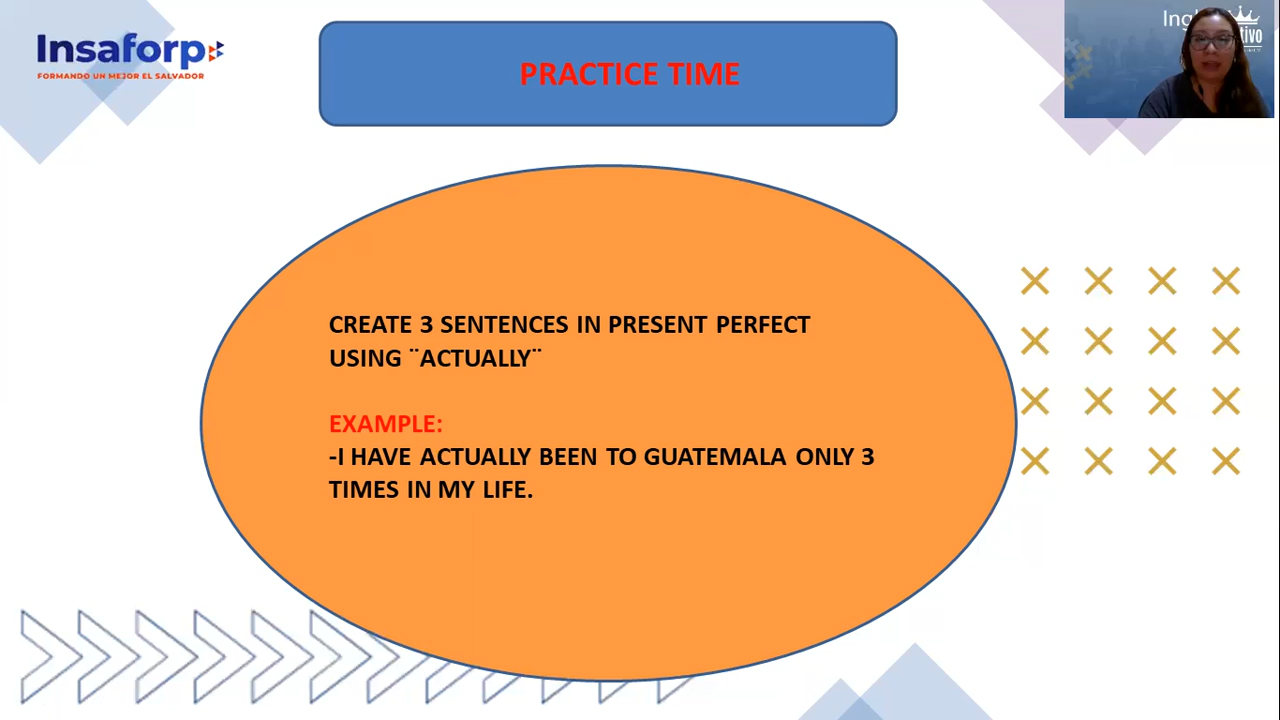 Insaforp
FORMANDO UN MEJOR EL SALVADOR
PRACTICE TIME
CREATE 3 SENTENCES IN PRESENT PERFECT
USING ¨ACTUALLY¨
EXAMPLE:
-I HAVE ACTUALLY BEEN TO GUATEMALA ONLY 3
TIMES IN MY LIFE.